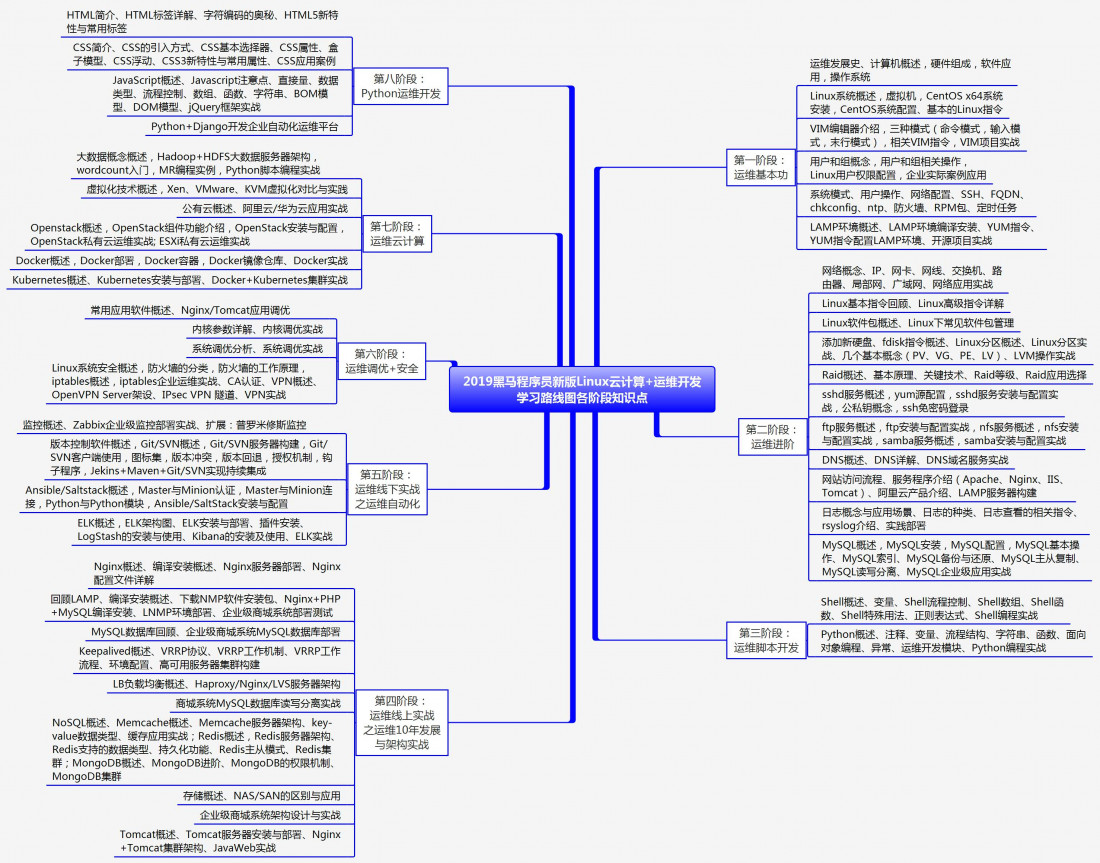 2019黑马程序员新版Linux云计算+运维开发
学习路线图各阶段知识点
第一阶段：
运维基本功
运维发展史、计算机概述，硬件组成，软件应
用，操作系统
Linux系统概述，虚拟机，CentOS x64系统
安装，CentOS系统配置、基本的Linux指令
VIM编辑器介绍，三种模式（命令模式，输入模
式，末行模式），相关VIM指令，VIM项目实战
用户和组概念，用户和组相关操作，
Linux用户权限配置，企业实际案例应用
系统模式、用户操作、网络配置、SSH、FQDN、
chkconfig、ntp、防火墙、RPM包、定时任务
LAMP环境概述、LAMP环境编译安装、YUM指令、
YUM指令配置LAMP环境、开源项目实战
第二阶段：
运维进阶
网络概念、IP、网卡、网线、交换机、路
由器、局部网、广域网、网络应用实战
Linux基本指令回顾、Linux高级指令详解
Linux软件包概述、Linux下常见软件包管理
添加新硬盘、fdisk指令概述、Linux分区概述、Linux分区实
战、几个基本概念（PV、VG、PE、LV）、LVM操作实战
Raid概述、基本原理、关键技术、Raid等级、Raid应用选择
sshd服务概述，yum源配置，sshd服务安装与配置实
战，公私钥概念，ssh免密码登录
ftp服务概述，ftp安装与配置实战，nfs服务概述，nfs安装
与配置实战，samba服务概述，samba安装与配置实战
DNS概述、DNS详解、DNS域名服务实战
网站访问流程、服务程序介绍（Apache、Nginx、IIS、
Tomcat）、阿里云产品介绍、LAMP服务器构建
日志概念与应用场景、日志的种类、日志查看的相关指令、
rsyslog介绍、实践部署
MySQL概述，MySQL安装，MySQL配置，MySQL基本操
作、MySQL索引、MySQL备份与还原、MySQL主从复制、
MySQL读写分离、MySQL企业级应用实战
第三阶段：
运维脚本开发
Shell概述、变量、Shell流程控制、Shell数组、Shell函
数、Shell特殊用法、正则表达式、Shell编程实战
Python概述、注释、变量、流程结构、字符串、函数、面向
对象编程、异常、运维开发模块、Python编程实战
第四阶段：
运维线上实战
之运维10年发展
与架构实战
Nginx概述，编译安装概述、Nginx服务器部署、Nginx
配置文件详解
回顾LAMP、编译安装概述、下载NMP软件安装包、Nginx+PHP
+MySQL编译安装、LNMP环境部署、企业级商城系统部署测试
MySQL数据库回顾、企业级商城系统MySQL数据库部署
Keepalived概述、VRRP协议、VRRP工作机制、VRRP工作
流程、环境配置、高可用服务器集群构建
LB负载均衡概述、Haproxy/Nginx/LVS服务器架构
商城系统MySQL数据库读写分离实战
NoSQL概述、Memcache概述、Memcache服务器架构、key-
value数据类型、缓存应用实战；Redis概述，Redis服务器架构、
Redis支持的数据类型、持久化功能、Redis主从模式、Redis集
群；MongoDB概述、MongoDB进阶、MongoDB的权限机制、
MongoDB集群
存储概述、NAS/SAN的区别与应用
企业级商城系统架构设计与实战
Tomcat概述、Tomcat服务器安装与部署、Nginx
+Tomcat集群架构、JavaWeb实战
第五阶段：
运维线下实战
之运维自动化
监控概述、Zabbix企业级监控部署实战、扩展：普罗米修斯监控
版本控制软件概述，Git/SVN概述，Git/SVN服务器构建，Git/
SVN客户端使用，图标集，版本冲突，版本回退，授权机制，钩
子程序，Jekins+Maven+Git/SVN实现持续集成
Ansible/Saltstack概述，Master与Minion认证，Master与Minion连
接，Python与Python模块，Ansible/SaltStack安装与配置
ELK概述，ELK架构图、ELK安装与部署、插件安装、
LogStash的安装与使用、Kibana的安装及使用、ELK实战
第六阶段：
运维调优+安全
常用应用软件概述、Nginx/Tomcat应用调优
内核参数详解、内核调优实战
系统调优分析、系统调优实战
Linux系统安全概述，防火墙的分类，防火墙的工作原理，
iptables概述，iptables企业运维实战、CA认证、VPN概述、
OpenVPN Server架设、IPsec VPN 隧道、VPN实战
第七阶段：
运维云计算
大数据概念概述，Hadoop+HDFS大数据服务器架构，
wordcount入门，MR编程实例，Python脚本编程实战
虚拟化技术概述，Xen、VMware、KVM虚拟化对比与实践
公有云概述、阿里云/华为云应用实战
Openstack概述，OpenStack组件功能介绍，OpenStack安装与配置，
OpenStack私有云运维实战; ESXi私有云运维实战
Docker概述，Docker部署，Docker容器，Docker镜像仓库、Docker实战
Kubernetes概述、Kubernetes安装与部署、Docker+Kubernetes集群实战
第八阶段：
Python运维开发
HTML简介、HTML标签详解、字符编码的奥秘、HTML5新特
性与常用标签
CSS简介、CSS的引入方式、CSS基本选择器、CSS属性、盒
子模型、CSS浮动、CSS3新特性与常用属性、CSS应用案例
JavaScript概述、Javascript注意点、直接量、数据
类型、流程控制、数组、函数、字符串、BOM模
型、DOM模型、jQuery框架实战
Python+Django开发企业自动化运维平台